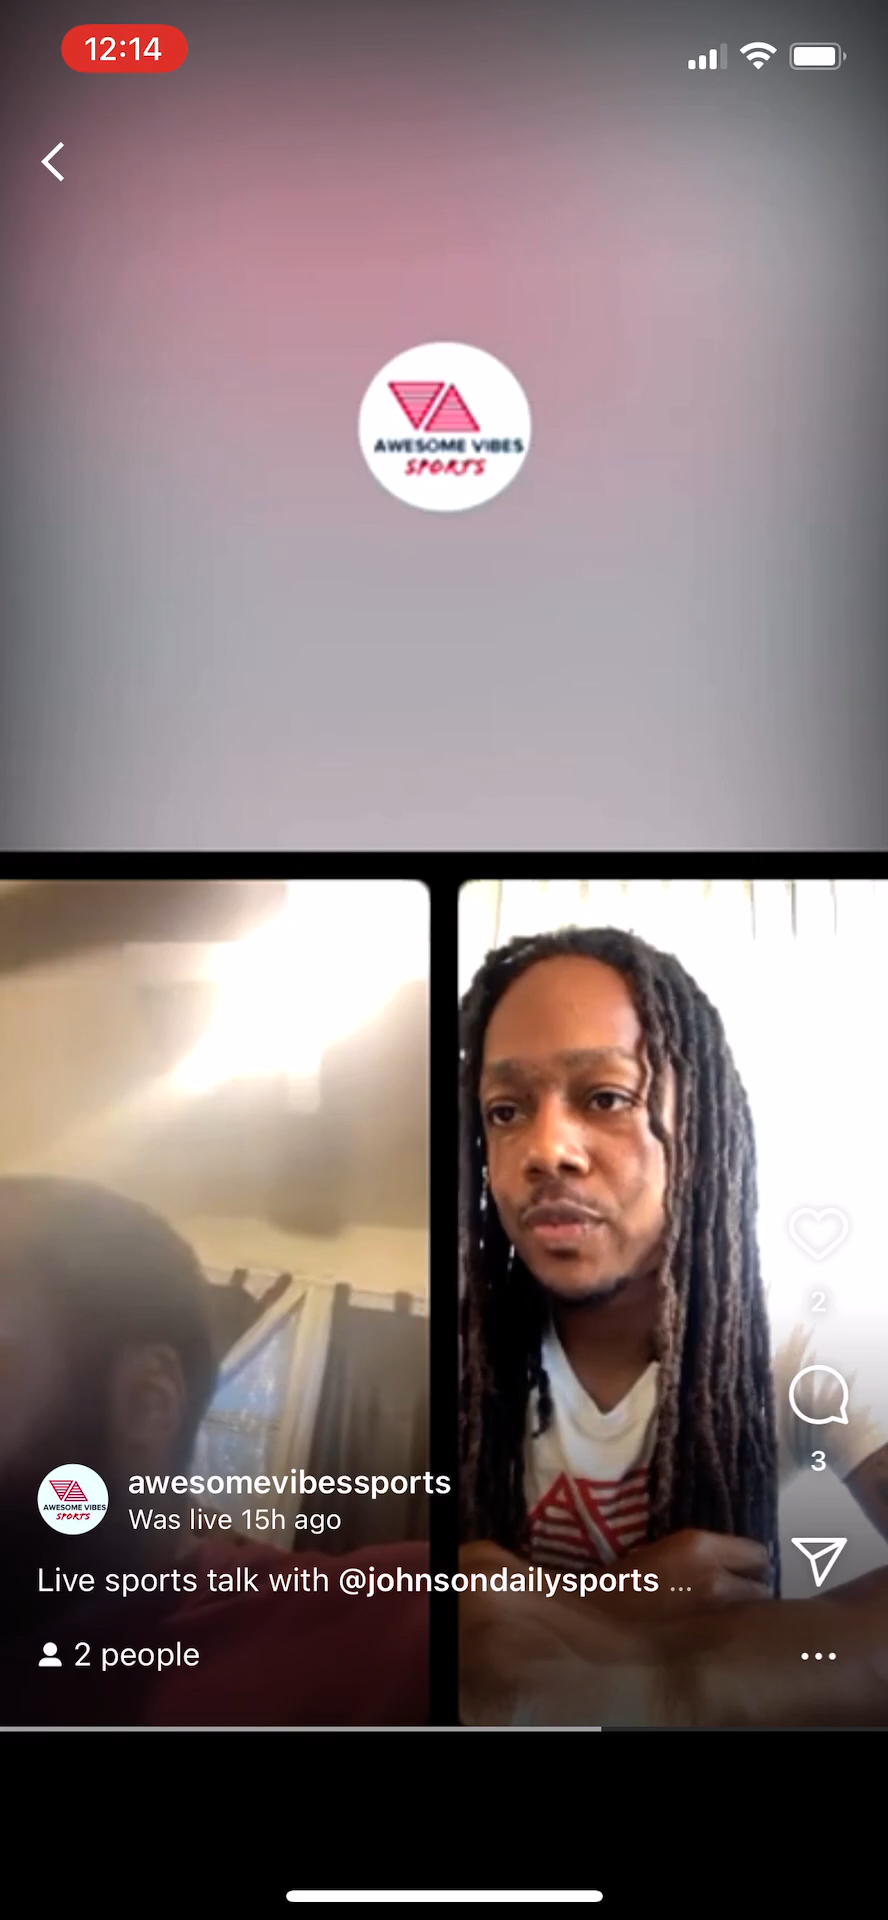 12:14
AWESOME VIBES
SPORTS
2
3
AWESOME VIBES
SPORTS
awesomevibessports
Was live 15h ago
Live sports talk with @johnsondailysports ...
2 people